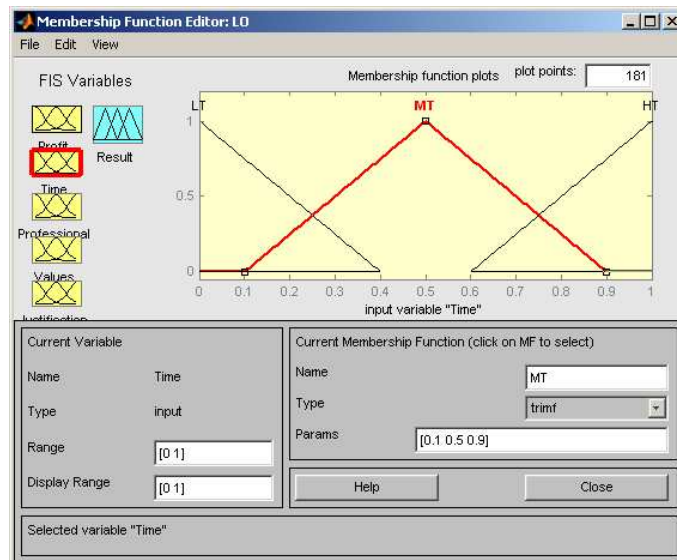 Membership Function Editor: LO
File Edit View
FIS Variables
Membership function plots
plot points:
181
Profit
Result
Time
Professional
Values
Justification
LT
MT
HT
1
0.5
0
0 0.1 0.2 0.3 0.4 0.5 0.6 0.7 0.8 0.9 1
input variable "Time"
Current Variable
Name Time
Type input
Range [0 1]
Display Range [0 1]
Current Membership Function (click on MF to select)
Name MT
Type trimf
Params [0.1 0.5 0.9]
Help Close
Selected variable "Time"